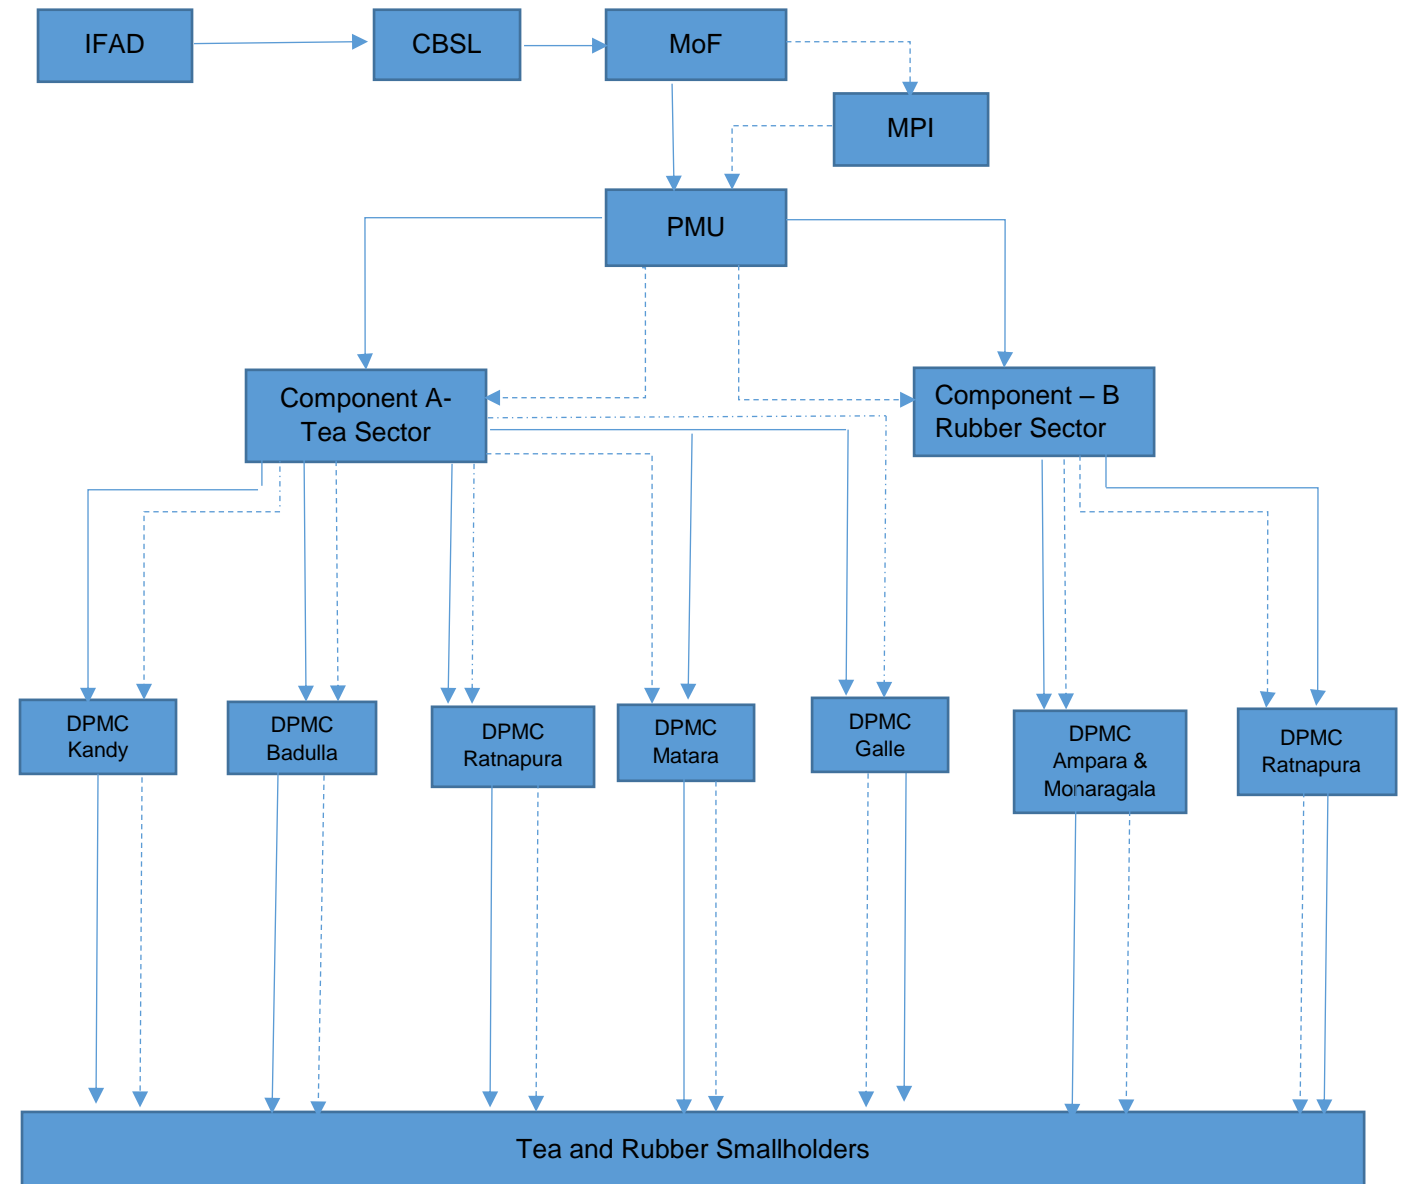 IFAD
CBSL
MoF
MPI
PMU
Component A-
Tea Sector
Component – B
Rubber Sector
DPMC
Kandy
DPMC
Badulla
DPMC
Ratnapura
DPMC
Matara
DPMC
Galle
DPMC
Ampara &
Monaragala
DPMC
Ratnapura
Tea and Rubber Smallholders